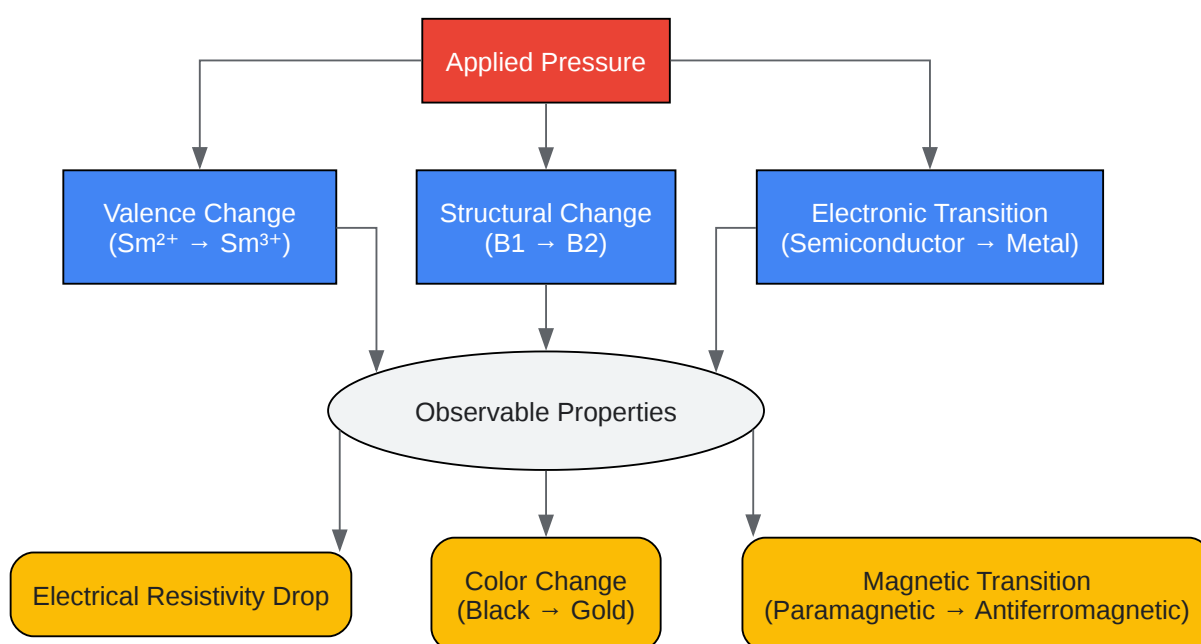 Applied Pressure
Valence Change
(Sm²⁺ → Sm³⁺)
Structural Change
(B1 → B2)
Electronic Transition
(Semiconductor → Metal)
Observable Properties
Electrical Resistivity Drop
Color Change
(Black → Gold)
Magnetic Transition
(Paramagnetic → Antiferromagnetic)